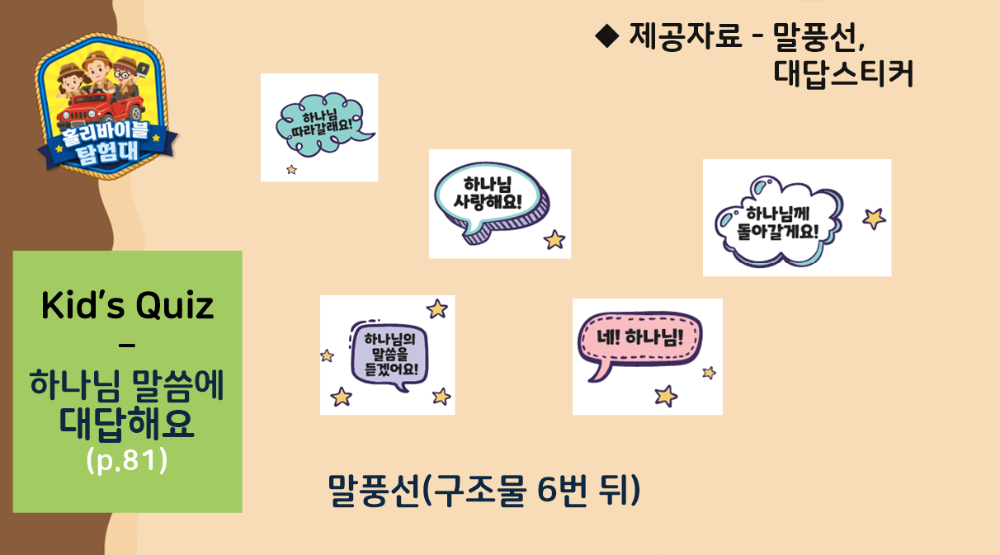 ◆ 제공자료 - 말풍선,
대답스티커
홀리바이블
탐험대
하나님
따라갈래요!
하나님
사랑해요!
하나님께
돌아갈게요!
Kid's Quiz
–
하나님 말씀에
대답해요
(p.81)
하나님의
말씀을
듣겠어요!
네! 하나님!
말풍선(구조물 6번 뒤)